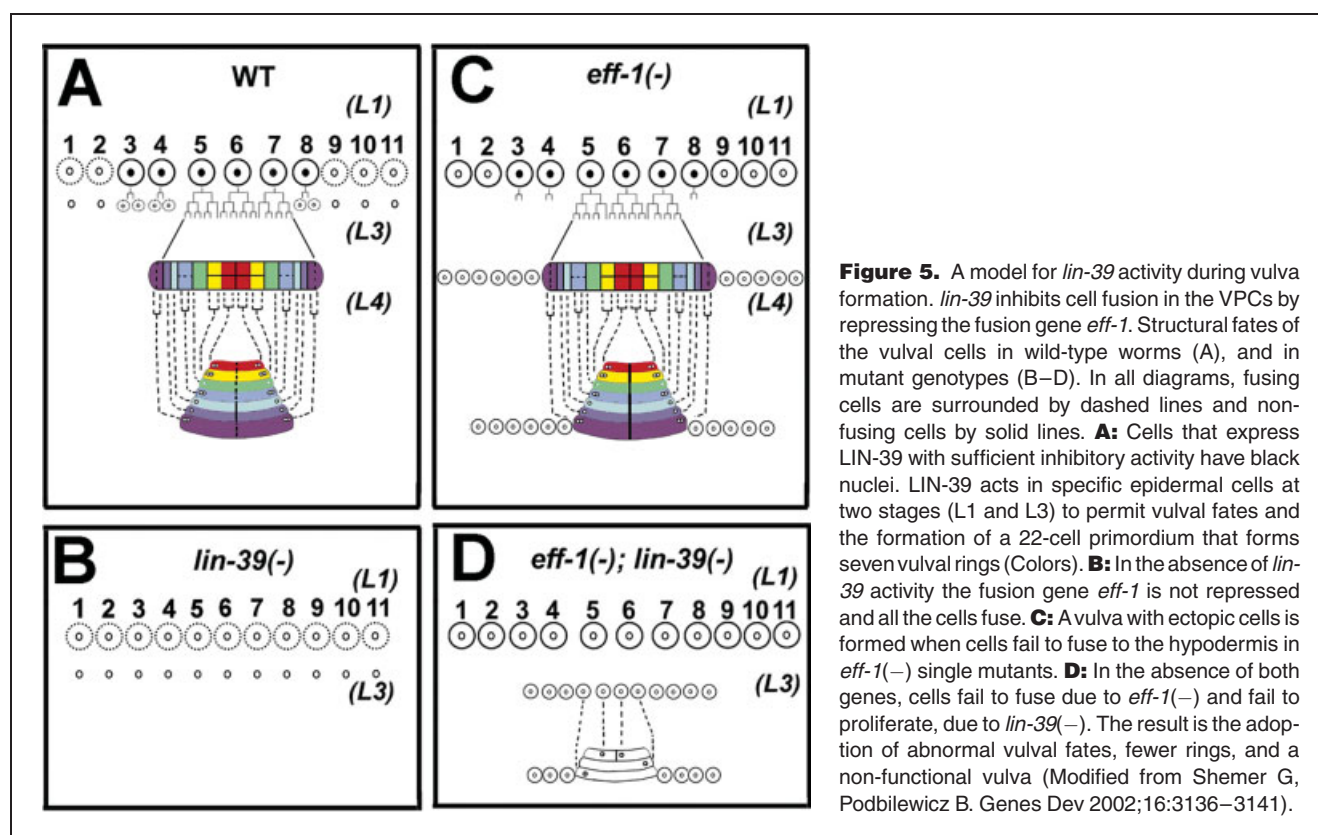 A
WT
(L1)
1 2 3 4 5 6 7 8 9 10 11
(L3)
(L4)
C
eff-1(-)
(L1)
1 2 3 4 5 6 7 8 9 10 11
(L3)
(L4)
B
lin-39(-)
(L1)
1 2 3 4 5 6 7 8 9 10 11
(L3)
D
eff-1(-); lin-39(-)
(L1)
1 2 3 4 5 6 7 8 9 10 11
(L3)
Figure 5. A model for lin-39 activity during vulva
formation. lin-39 inhibits cell fusion in the VPCs by
repressing the fusion gene eff-1. Structural fates of
the vulval cells in wild-type worms (A), and in
mutant genotypes (B–D). In all diagrams, fusing
cells are surrounded by dashed lines and non-
fusing cells by solid lines. A: Cells that express
LIN-39 with sufficient inhibitory activity have black
nuclei. LIN-39 acts in specific epidermal cells at
two stages (L1 and L3) to permit vulval fates and
the formation of a 22-cell primordium that forms
seven vulval rings (Colors). B: In the absence of lin-
39 activity the fusion gene eff-1 is not repressed
and all the cells fuse. C: A vulva with ectopic cells is
formed when cells fail to fuse to the hypodermis in
eff-1(−) single mutants. D: In the absence of both
genes, cells fail to fuse due to eff-1(−) and fail to
proliferate, due to lin-39(−). The result is the adop-
tion of abnormal vulval fates, fewer rings, and a
non-functional vulva (Modified from Shemer G,
Podbilewicz B. Genes Dev 2002;16:3136–3141).